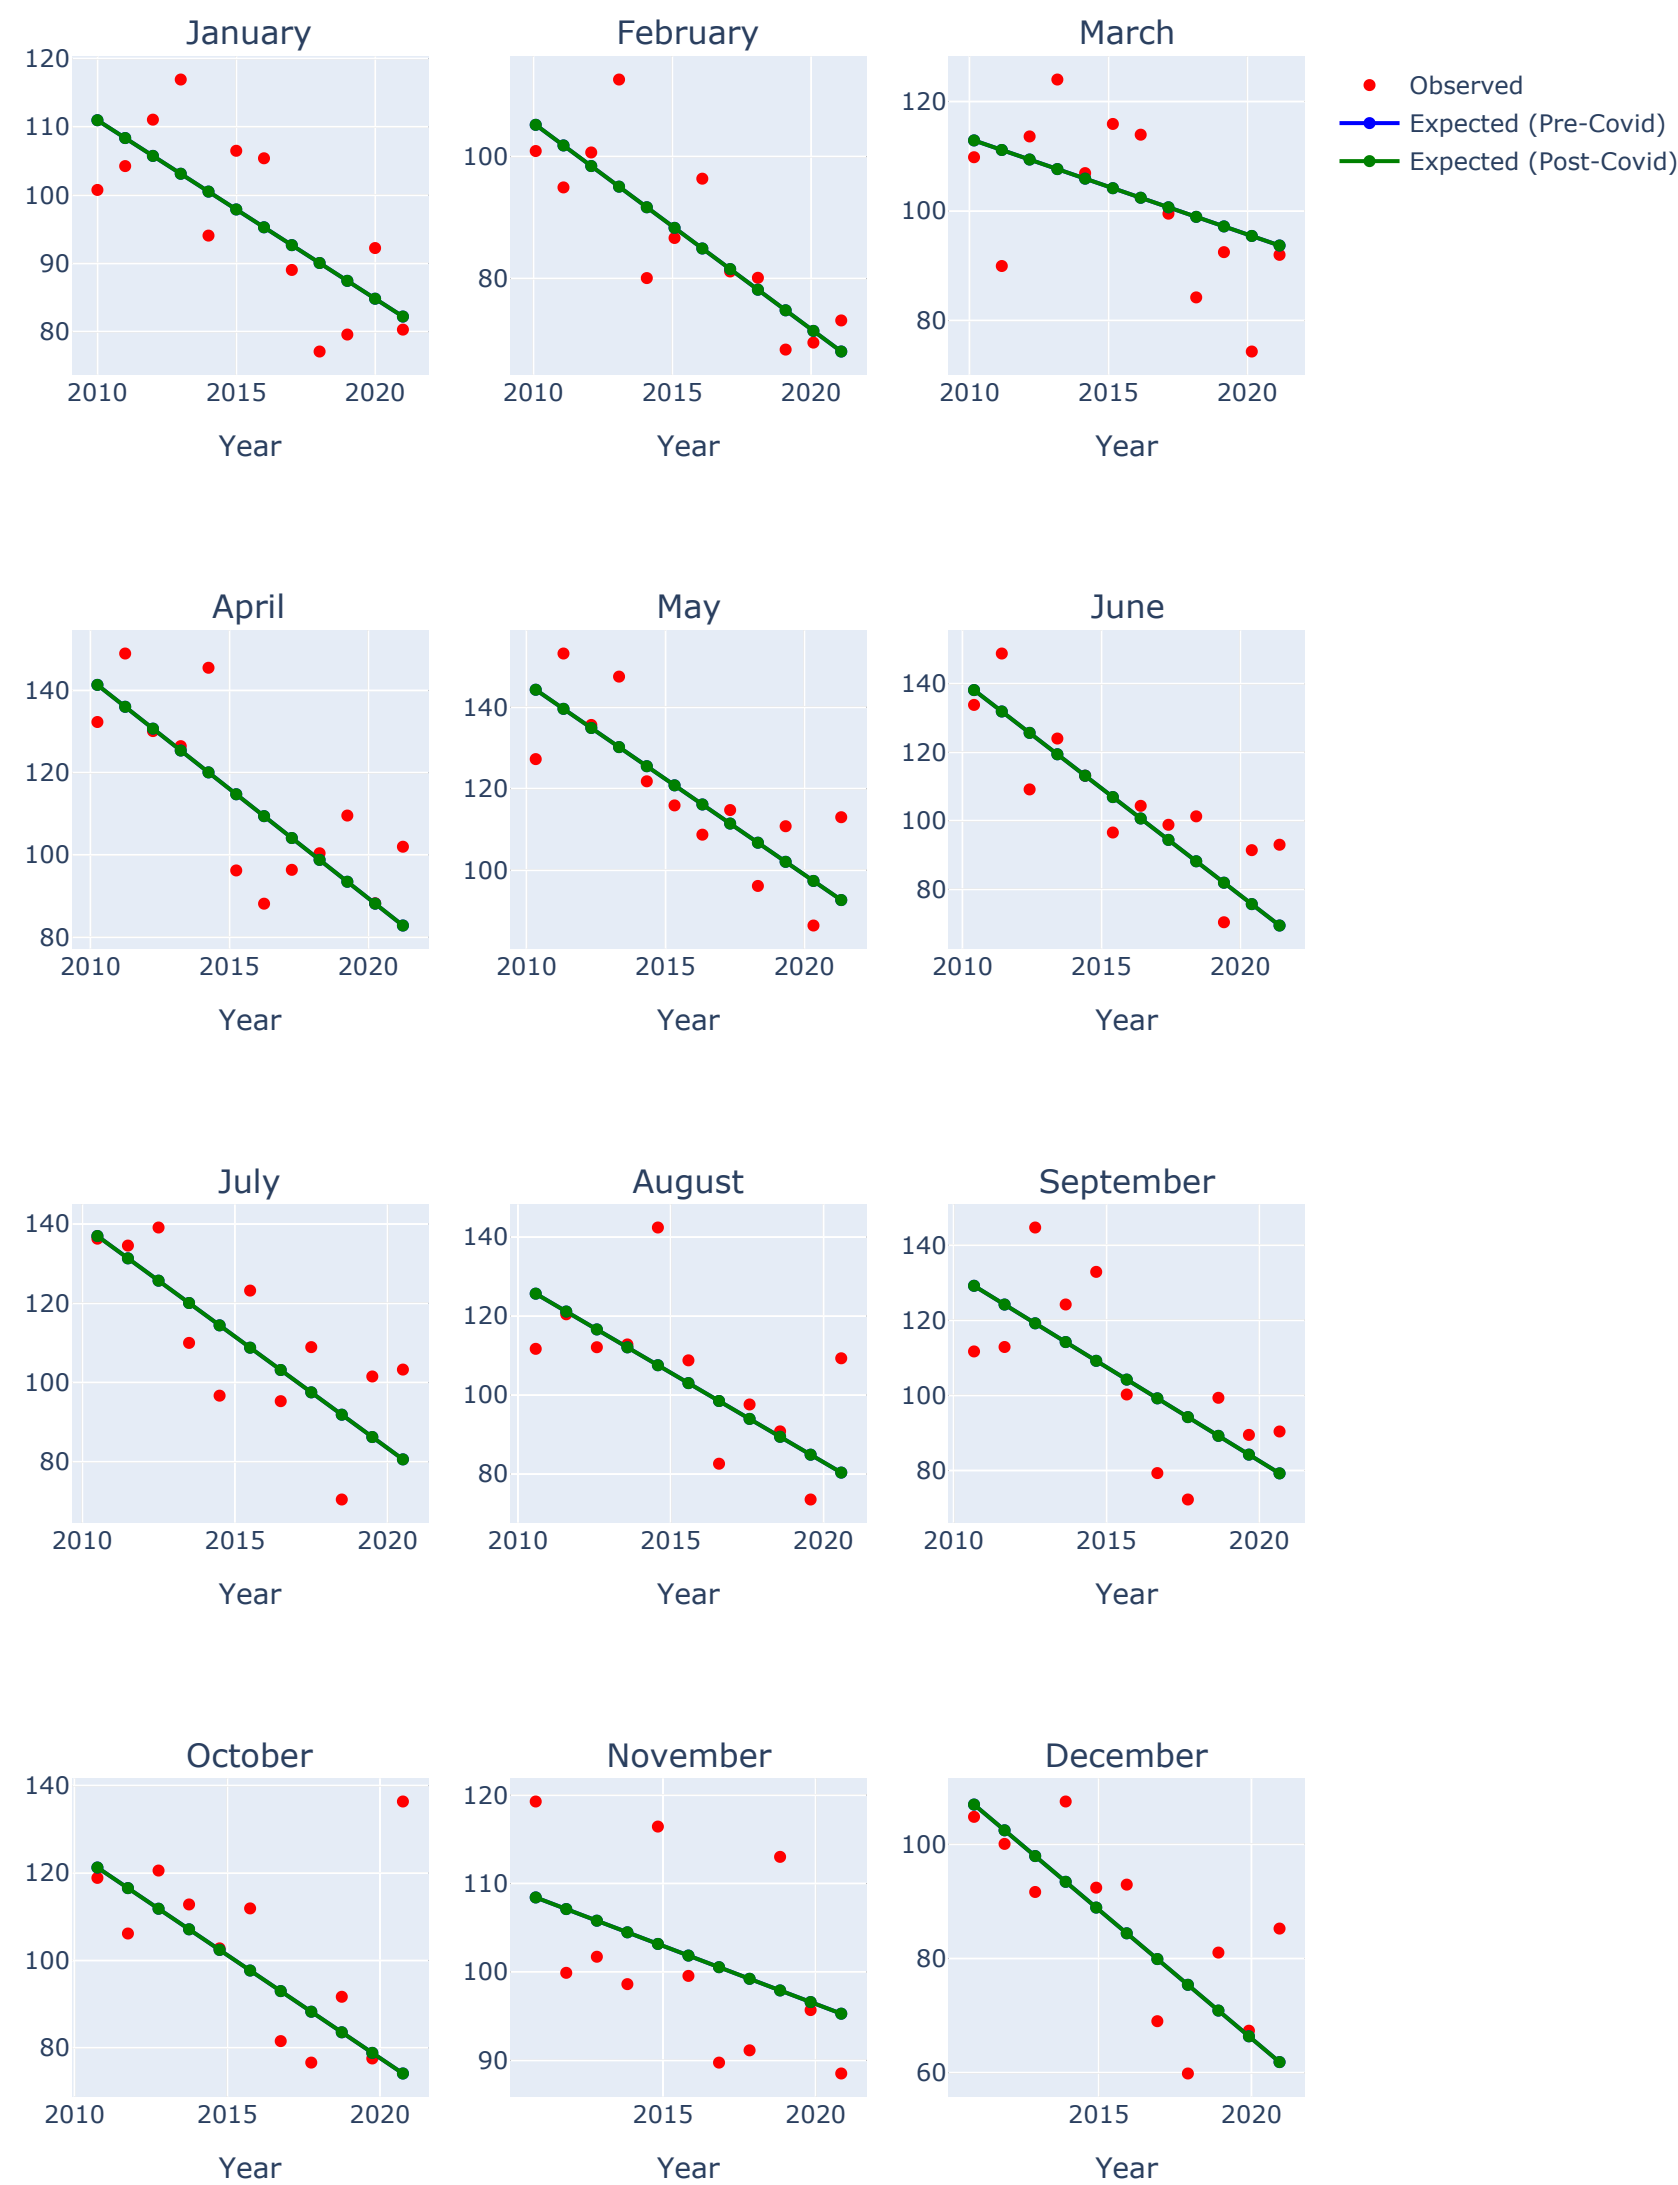 January
February
March
120
110
100
90
80
2010
2015
2020
Year
100
80
2010
2015
2020
Year
120
100
80
2010
2015
2020
Year
Observed
Expected (Pre-Covid)
Expected (Post-Covid)
April
May
June
140
120
100
80
2010
2015
2020
Year
140
120
100
2010
2015
2020
Year
140
120
100
80
2010
2015
2020
Year
July
August
September
140
120
100
80
2010
2015
2020
Year
140
120
100
80
2010
2015
2020
Year
140
120
100
80
2010
2015
2020
Year
October
November
December
140
120
100
80
2010
2015
2020
Year
120
110
100
90
2015
2020
Year
100
80
60
2015
2020
Year